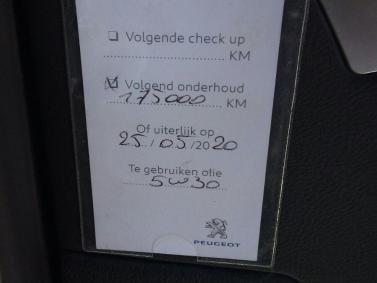 ☐ Volgende check up
.............................. KM
☑ Volgend onderhoud
175000 KM
Of uiterlijk op
25/05/2020
Te gebruiken olie
5w30
PEUGEOT